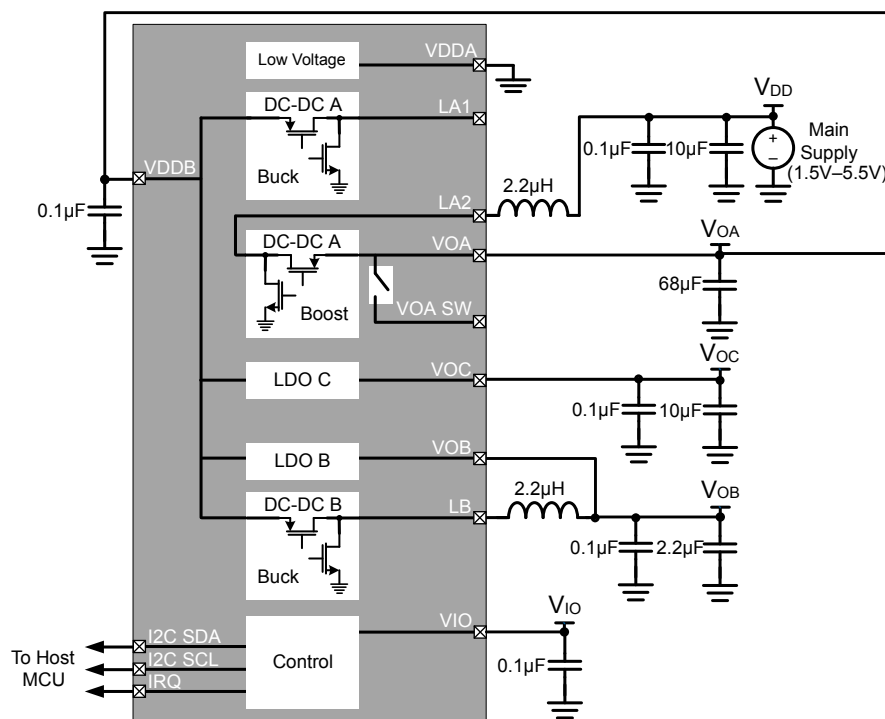 Low Voltage
VDDA
DC-DC A
LA1
Buck
VDDB
0.1µF
VDD
0.1µF
10µF
+
–
Main
Supply
(1.5V–5.5V)
2.2µH
LA2
DC-DC A
VOA
VOA
68µF
Boost
VOA SW
VOC
LDO C
VOC
0.1µF
10µF
VOB
LDO B
2.2µH
DC-DC B
LB
VOB
Buck
0.1µF
2.2µF
VIO
VIO
0.1µF
Control
To Host
MCU
I2C SDA
I2C SCL
IRQ